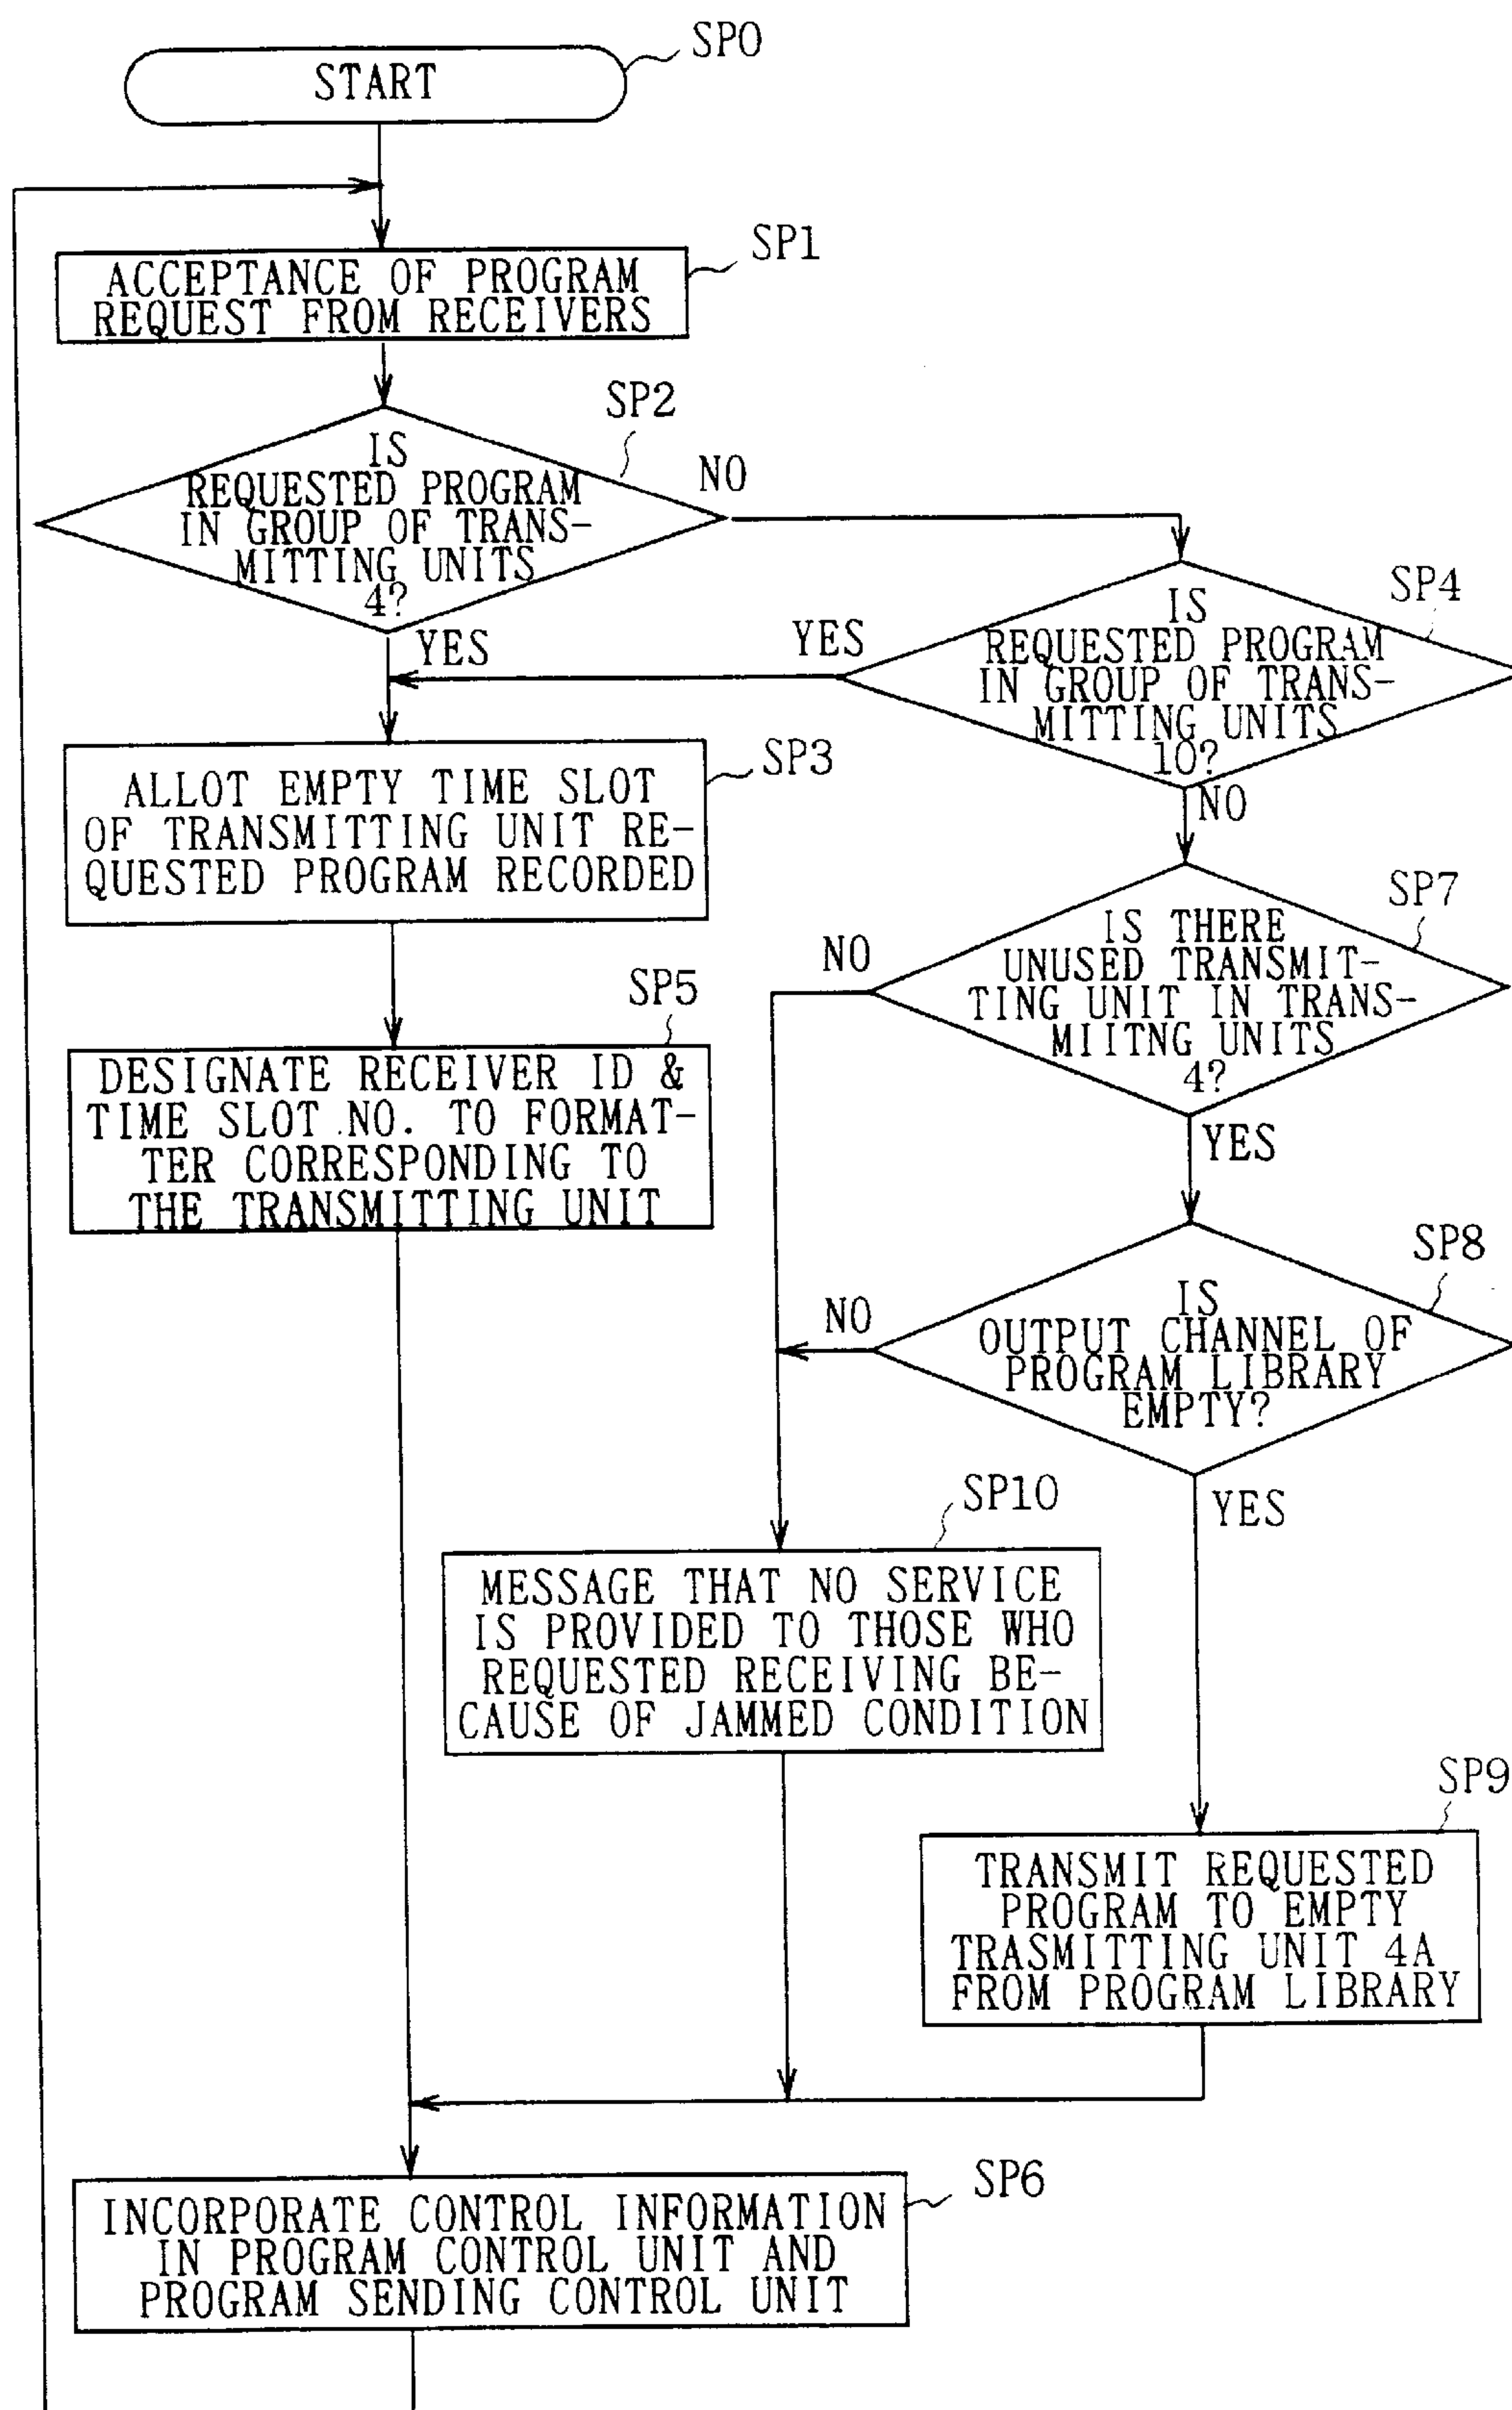 SP0
START
SP1
ACCEPTANCE OF PROGRAM
REQUEST FROM RECEIVERS
SP2
IS
REQUESTED PROGRAM
IN GROUP OF TRANS-
MITTING UNITS
4?
NO
YES
SP4
IS
REQUESTED PROGRAM
IN GROUP OF TRANS-
MITTING UNITS
10?
YES
NO
SP3
ALLOT EMPTY TIME SLOT
OF TRANSMITTING UNIT RE-
QUESTED PROGRAM RECORDED
SP7
IS THERE
UNUSED TRANSMIT-
TING UNIT IN TRANS-
MIITNG UNITS
4?
NO
YES
SP5
DESIGNATE RECEIVER ID &
TIME SLOT NO. TO FORMAT-
TER CORRESPONDING TO
THE TRANSMITTING UNIT
SP8
IS
OUTPUT CHANNEL OF
PROGRAM LIBRARY
EMPTY?
NO
YES
SP10
MESSAGE THAT NO SERVICE
IS PROVIDED TO THOSE WHO
REQUESTED RECEIVING BE-
CAUSE OF JAMMED CONDITION
SP9
TRANSMIT REQUESTED
PROGRAM TO EMPTY
TRASMITTING UNIT 4A
FROM PROGRAM LIBRARY
SP6
INCORPORATE CONTROL INFORMATION
IN PROGRAM CONTROL UNIT AND
PROGRAM SENDING CONTROL UNIT